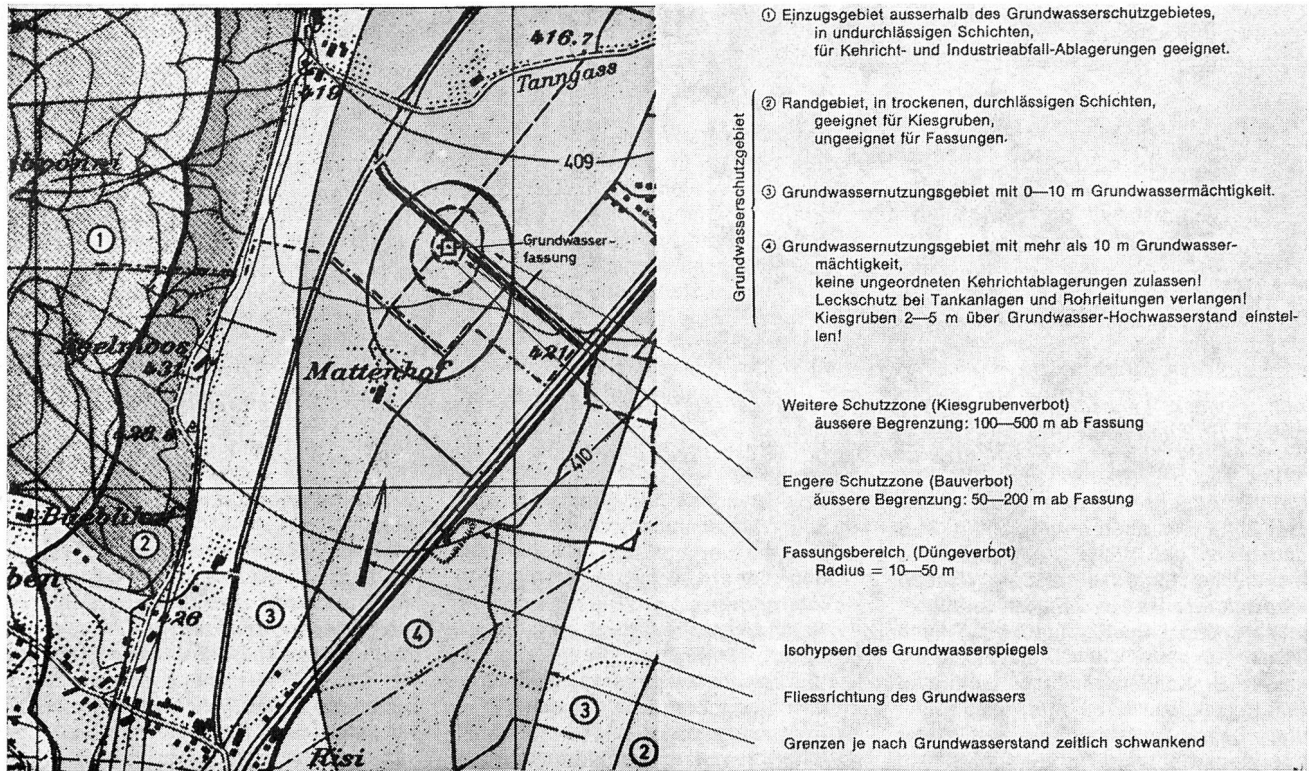 416.7
Tanngass
419
409
①
Grundwasser-
fassung
431
Mattenhof
421
410
②
426
③
④
③
②
Risi
① Einzugsgebiet ausserhalb des Grundwasserschutzgebietes,
in undurchlässigen Schichten,
für Kehricht- und Industrieabfall-Ablagerungen geeignet.
Grundwasserschutzgebiet
② Randgebiet, in trockenen, durchlässigen Schichten,
geeignet für Kiesgruben,
ungeeignet für Fassungen.
③ Grundwassernutzungsgebiet mit 0—10 m Grundwassermächtigkeit.
④ Grundwassernutzungsgebiet mit mehr als 10 m Grundwasser-
mächtigkeit,
keine ungeordneten Kehrichtablagerungen zulassen!
Leckschutz bei Tankanlagen und Rohrleitungen verlangen!
Kiesgruben 2—5 m über Grundwasser-Hochwasserstand einstel-
len!
Weitere Schutzzone (Kiesgrubenverbot)
äussere Begrenzung: 100—500 m ab Fassung
Engere Schutzzone (Bauverbot)
äussere Begrenzung: 50—200 m ab Fassung
Fassungsbereich (Düngeverbot)
Radius = 10—50 m
Isohypsen des Grundwasserspiegels
Fliessrichtung des Grundwassers
Grenzen je nach Grundwasserstand zeitlich schwankend